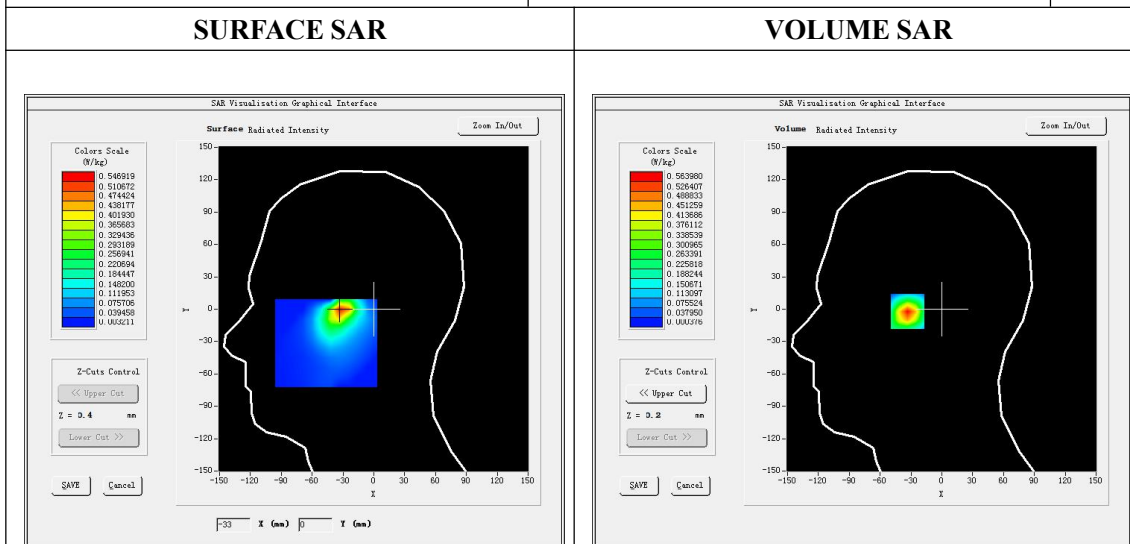 SURFACE SAR
VOLUME SAR
SAR Visualisation Graphical Interface
Surface Radiated Intensity
Zoom In/Out
Colors Scale
(W/kg)
0.546919
0.510672
0.474424
0.438177
0.401930
0.365683
0.329436
0.293189
0.256941
0.220694
0.184447
0.148200
0.111953
0.075706
0.039458
0.003211
150
120
90
60
30
0
-30
-60
-90
-120
-150
Y
-150 -120 -90 -60 -30 0 30 60 90 120 150
X
Z-Cuts Control
<< Upper Cut
Z = 0.4 mm
Lower Cut >>
SAVE Cancel
-33 X (mm) 0 Y (mm)
SAR Visualisation Graphical Interface
Volume Radiated Intensity
Zoom In/Out
Colors Scale
(W/kg)
0.563980
0.526407
0.488833
0.451259
0.413686
0.376112
0.338539
0.300965
0.263391
0.225818
0.188244
0.150671
0.113097
0.075524
0.037950
0.000376
150
120
90
60
30
0
-30
-60
-90
-120
-150
Y
-150 -120 -90 -60 -30 0 30 60 90 120 150
X
Z-Cuts Control
<< Upper Cut
Z = 0.2 mm
Lower Cut >>
SAVE Cancel